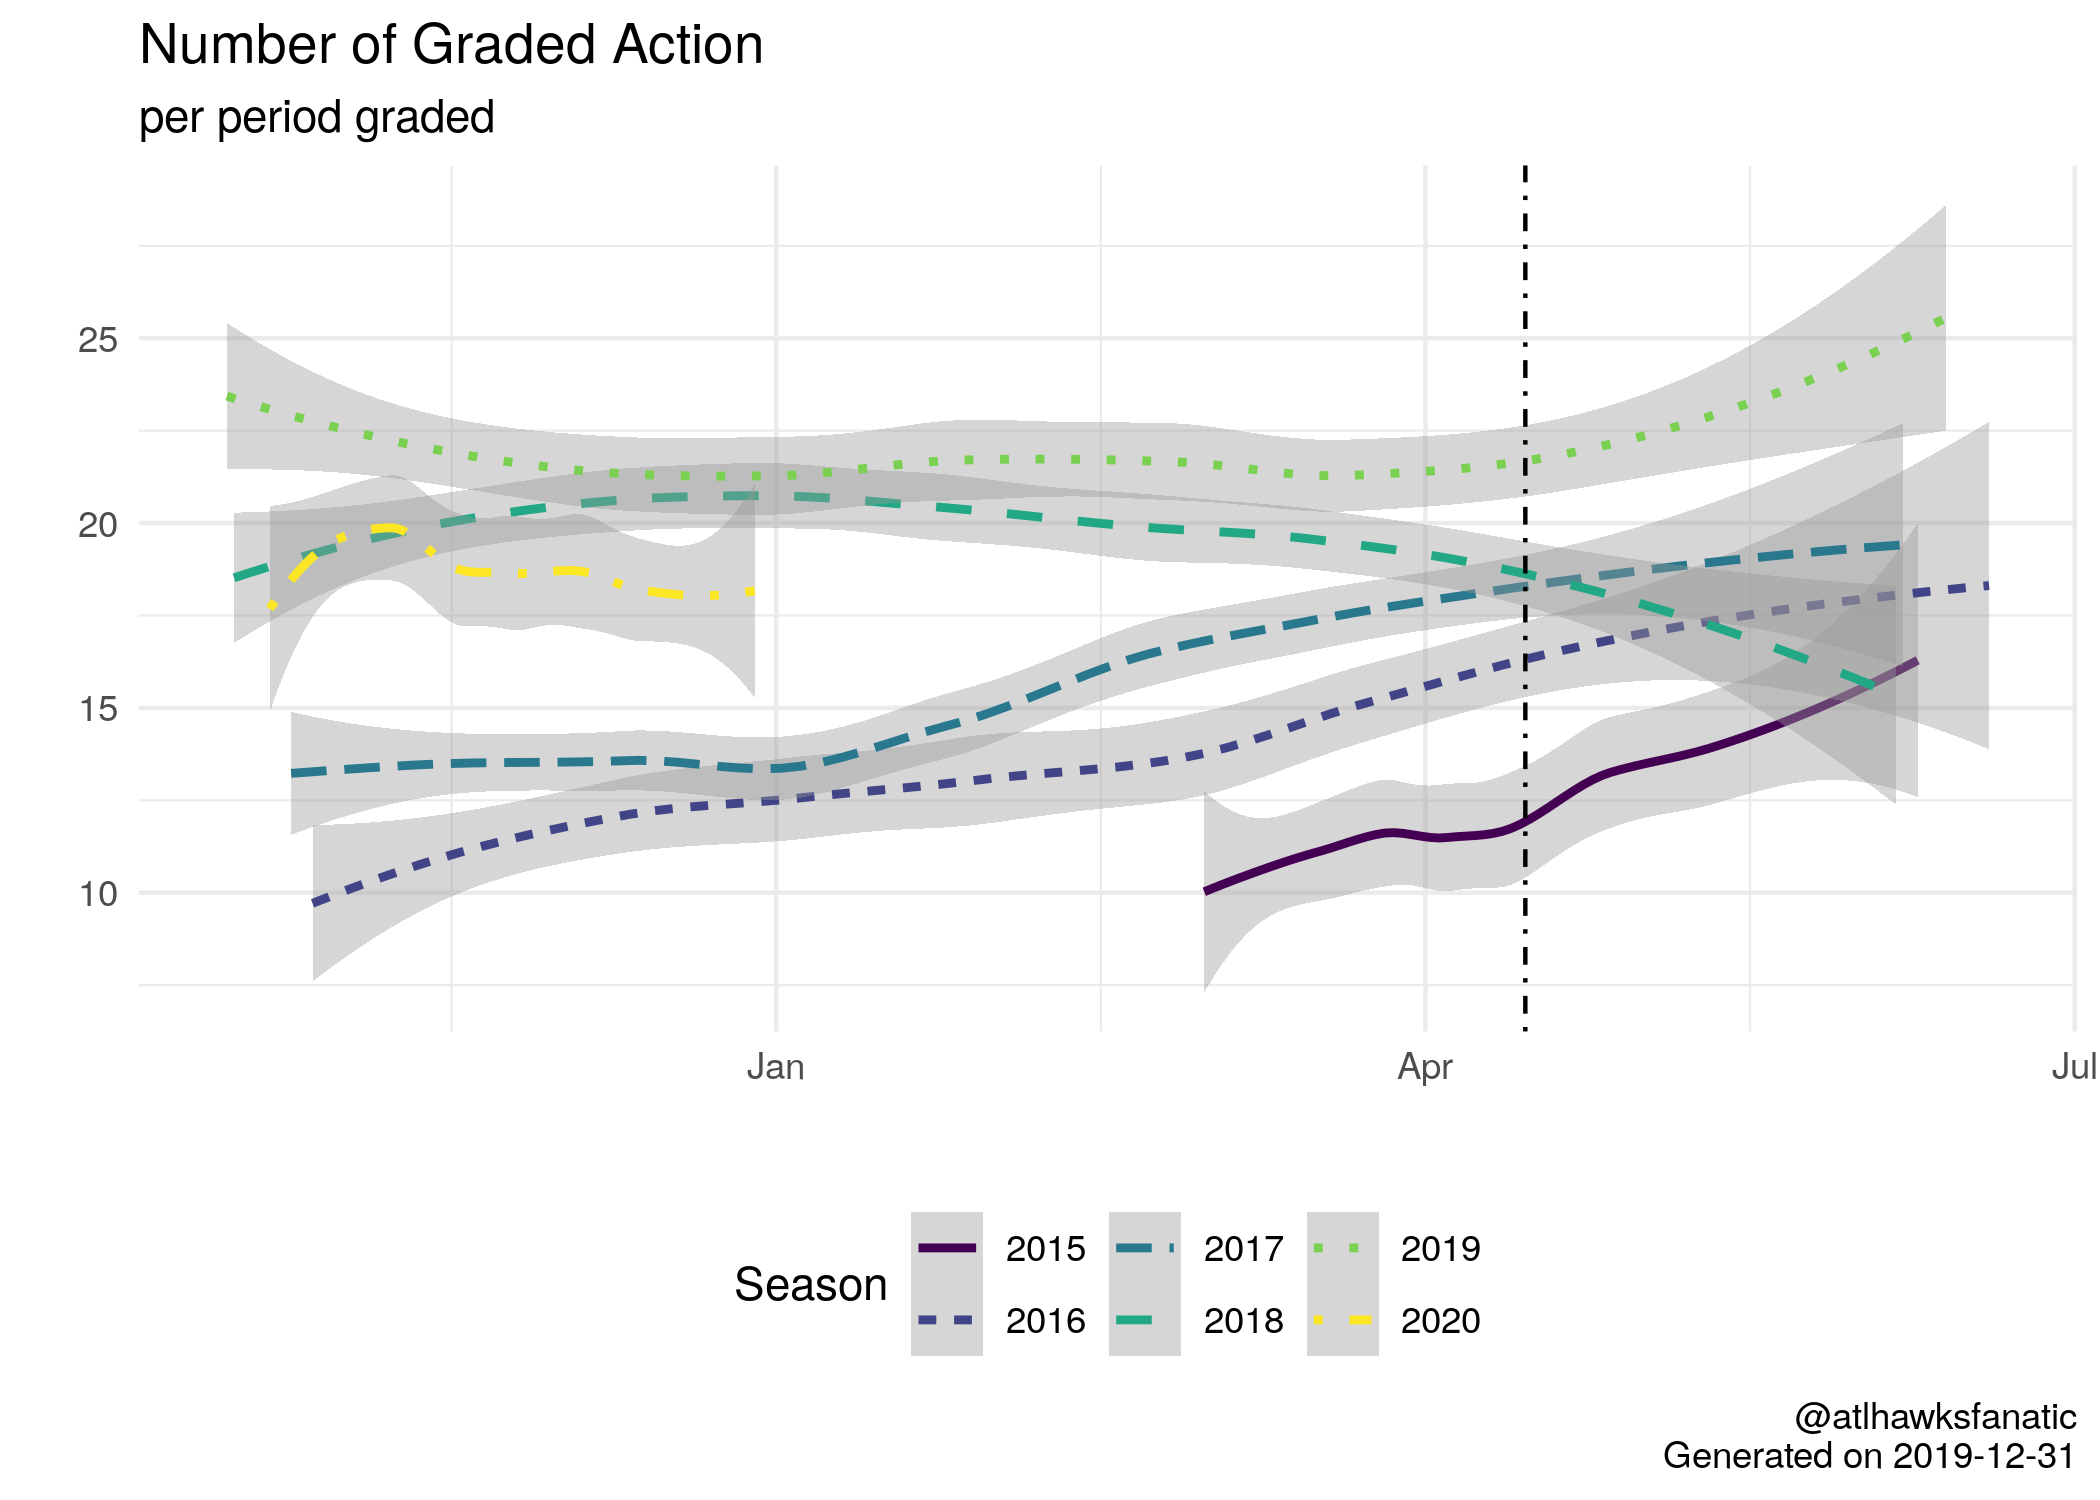 Number of Graded Action
per period graded
25
20
15
10
Jan
Apr
Jul
Season
2015
2017
2019
2016
2018
2020
@atlhawksfanatic
Generated on 2019-12-31